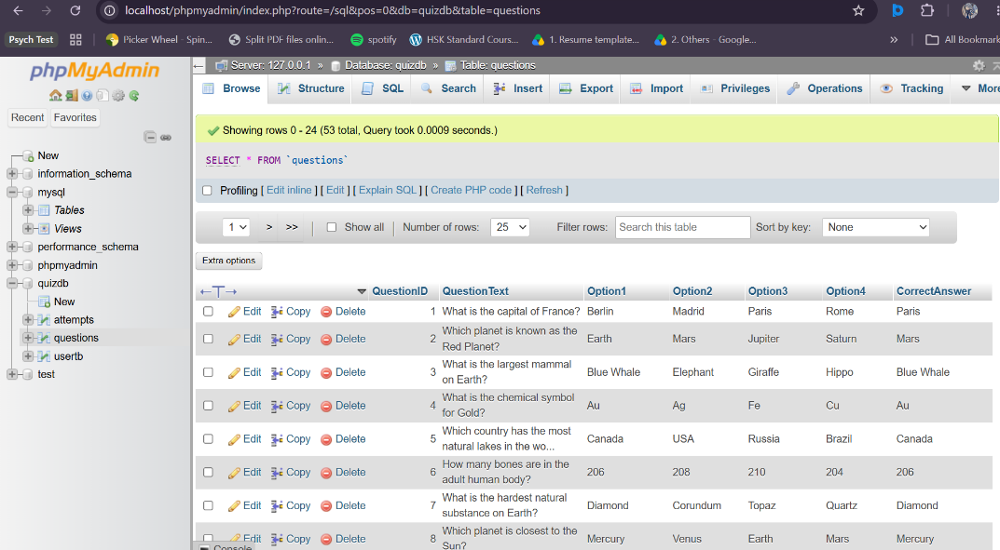 localhost/phpmyadmin/index.php?route=/sql&pos=0&db=quizdb&table=questions
Psych Test Picker Wheel - Spin... Split PDF files onlin... spotify HSK Standard Cours... 1. Resume template... 2. Others - Google... » All Bookmark
phpMyAdmin
Recent Favorites
New
information_schema
mysql
Tables
Views
performance_schema
phpmyadmin
quizdb
New
attempts
questions
usertb
test
Server: 127.0.0.1 » Database: quizdb » Table: questions
Browse Structure SQL Search Insert Export Import Privileges Operations Tracking More
Showing rows 0 - 24 (53 total, Query took 0.0009 seconds.)
SELECT * FROM `questions`
Profiling [ Edit inline ] [ Edit ] [ Explain SQL ] [ Create PHP code ] [ Refresh ]
1 > >> Show all Number of rows: 25 Filter rows: Search this table Sort by key: None
Extra options
←T→ QuestionID QuestionText Option1 Option2 Option3 Option4 CorrectAnswer
Edit Copy Delete 1 What is the capital of France? Berlin Madrid Paris Rome Paris
Which planet is known as the
Edit Copy Delete 2 Red Planet? Earth Mars Jupiter Saturn Mars
What is the largest mammal
Edit Copy Delete 3 on Earth? Blue Whale Elephant Giraffe Hippo Blue Whale
What is the chemical symbol
Edit Copy Delete 4 for Gold? Au Ag Fe Cu Au
Which country has the most
Edit Copy Delete 5 natural lakes in the wo... Canada USA Russia Brazil Canada
How many bones are in the
Edit Copy Delete 6 adult human body? 206 208 210 204 206
What is the hardest natural
Edit Copy Delete 7 substance on Earth? Diamond Corundum Topaz Quartz Diamond
Which planet is closest to the
Edit Copy Delete 8 Sun? Mercury Venus Earth Mars Mercury
Console